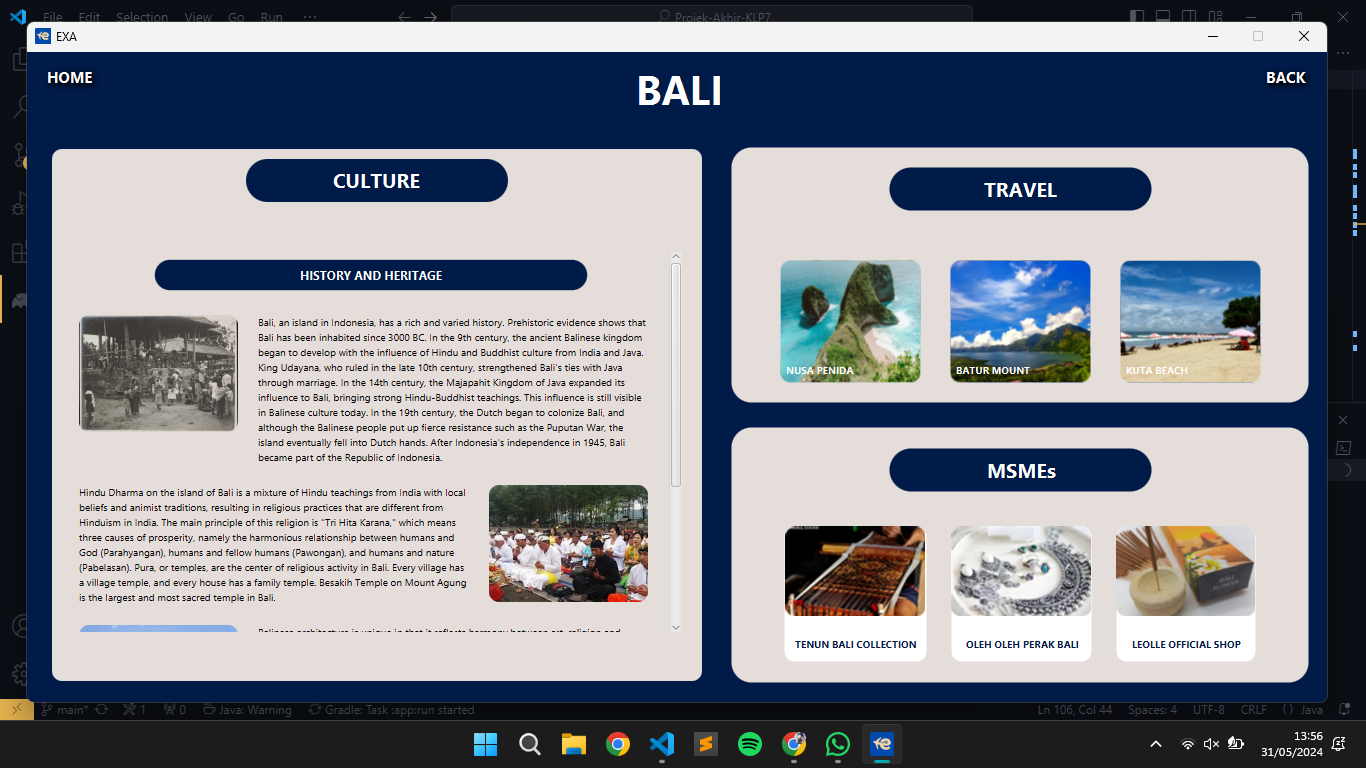 File Edit Selection View Go Run ···
Projek-Akhir-KLP7
EXA
HOME
BALI
BACK
CULTURE
HISTORY AND HERITAGE
Bali, an island in Indonesia, has a rich and varied history. Prehistoric evidence shows that
Bali has been inhabited since 3000 BC. In the 9th century, the ancient Balinese kingdom
began to develop with the influence of Hindu and Buddhist culture from India and Java.
King Udayana, who ruled in the late 10th century, strengthened Bali's ties with Java
through marriage. In the 14th century, the Majapahit Kingdom of Java expanded its
influence to Bali, bringing strong Hindu-Buddhist teachings. This influence is still visible
in Balinese culture today. In the 19th century, the Dutch began to colonize Bali, and
although the Balinese people put up fierce resistance such as the Puputan War, the
island eventually fell into Dutch hands. After Indonesia's independence in 1945, Bali
became part of the Republic of Indonesia.
Hindu Dharma on the island of Bali is a mixture of Hindu teachings from India with local
beliefs and animist traditions, resulting in religious practices that are different from
Hinduism in India. The main principle of this religion is "Tri Hita Karana," which means
three causes of prosperity, namely the harmonious relationship between humans and
God (Parahyangan), humans and fellow humans (Pawongan), and humans and nature
(Pabelasan). Pura, or temples, are the center of religious activity in Bali. Every village has
a village temple, and every house has a family temple. Besakih Temple on Mount Agung
is the largest and most sacred temple in Bali.
Balinese architecture is unique in that it reflects harmony between art, religion and
TRAVEL
NUSA PENIDA
BATUR MOUNT
KUTA BEACH
MSMEs
TENUN BALI COLLECTION
OLEH OLEH PERAK BALI
LEOLLE OFFICIAL SHOP
main* 1 0 Java: Warning Gradle: Task :app:run started
Ln 106, Col 44 Spaces: 4 UTF-8 CRLF {} Java
13:56
31/05/2024